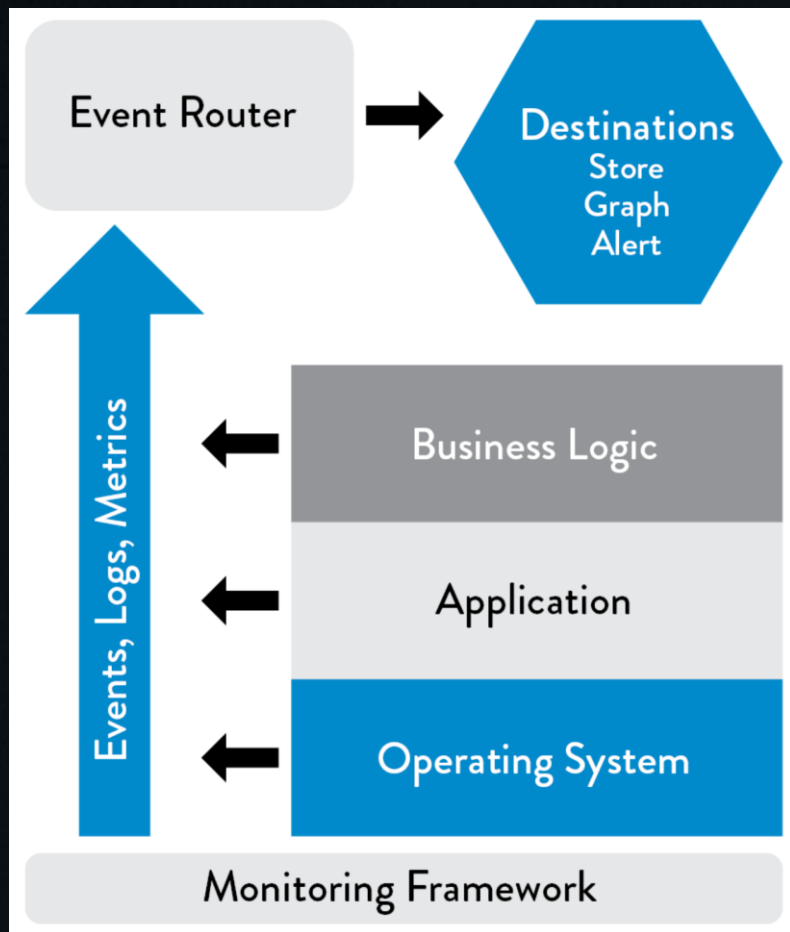 Event Router
Destinations
Store
Graph
Alert
Events, Logs, Metrics
Business Logic
Application
Operating System
Monitoring Framework